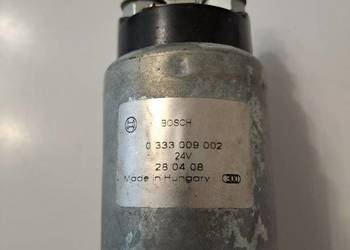 BOSCH
0 333 009 002
24V
28.04.08
Made in Hungary